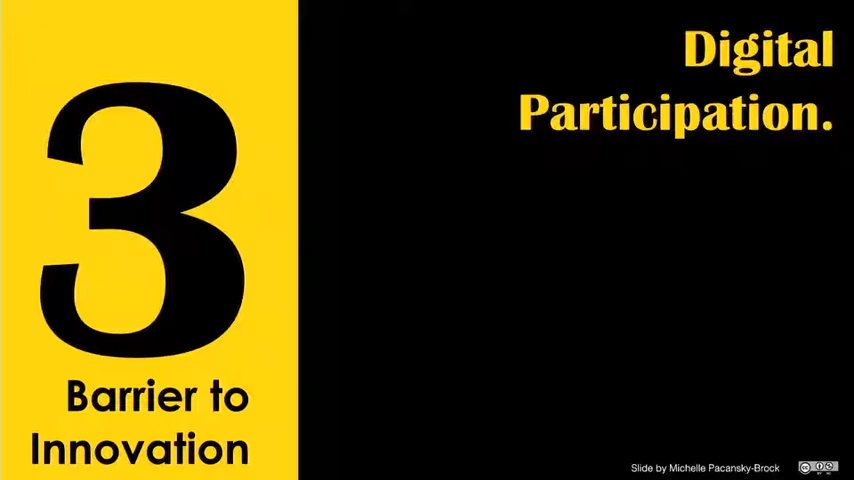 3
Barrier to
Innovation
Digital
Participation.
Slide by Michelle Pacansky-Brock